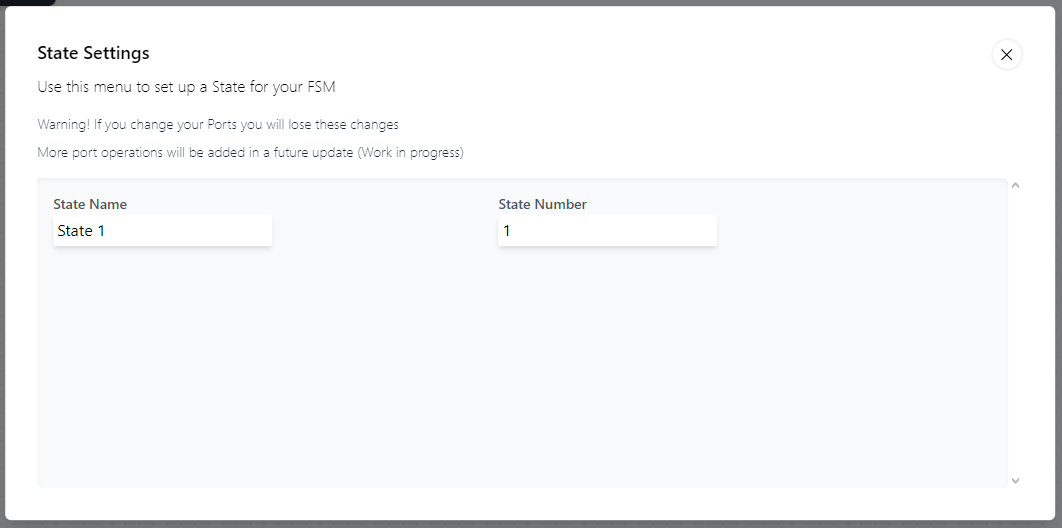 State Settings
Use this menu to set up a State for your FSM
Warning! If you change your Ports you will lose these changes
More port operations will be added in a future update (Work in progress)
State Name State Number
State 1 1